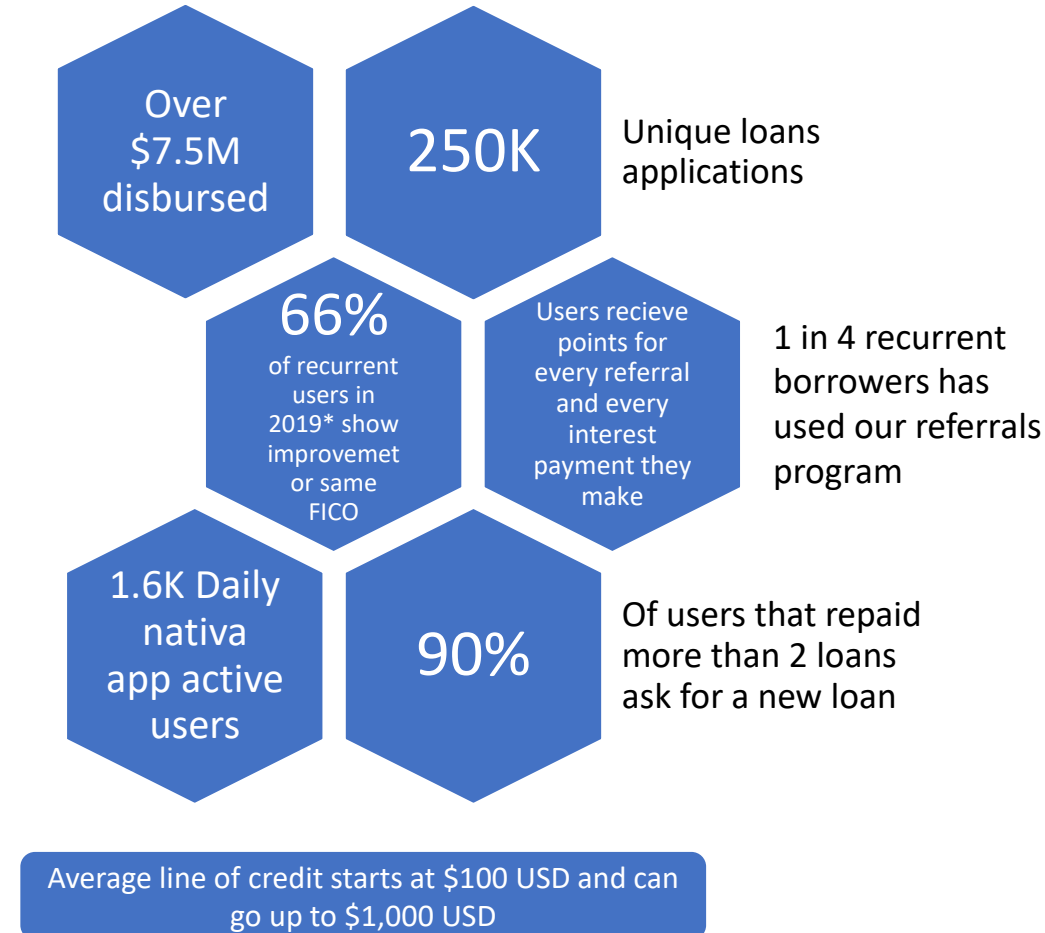 Over
$7.5M
disbursed
250K
Unique loans
applications
66%
of recurrent
users in
2019* show
improvemet
or same
FICO
Users recieve
points for
every referral
and every
interest
payment they
make
1 in 4 recurrent
borrowers has
used our referrals
program
1.6K Daily
nativa
app active
users
90%
Of users that repaid
more than 2 loans
ask for a new loan
Average line of credit starts at $100 USD and can
go up to $1,000 USD